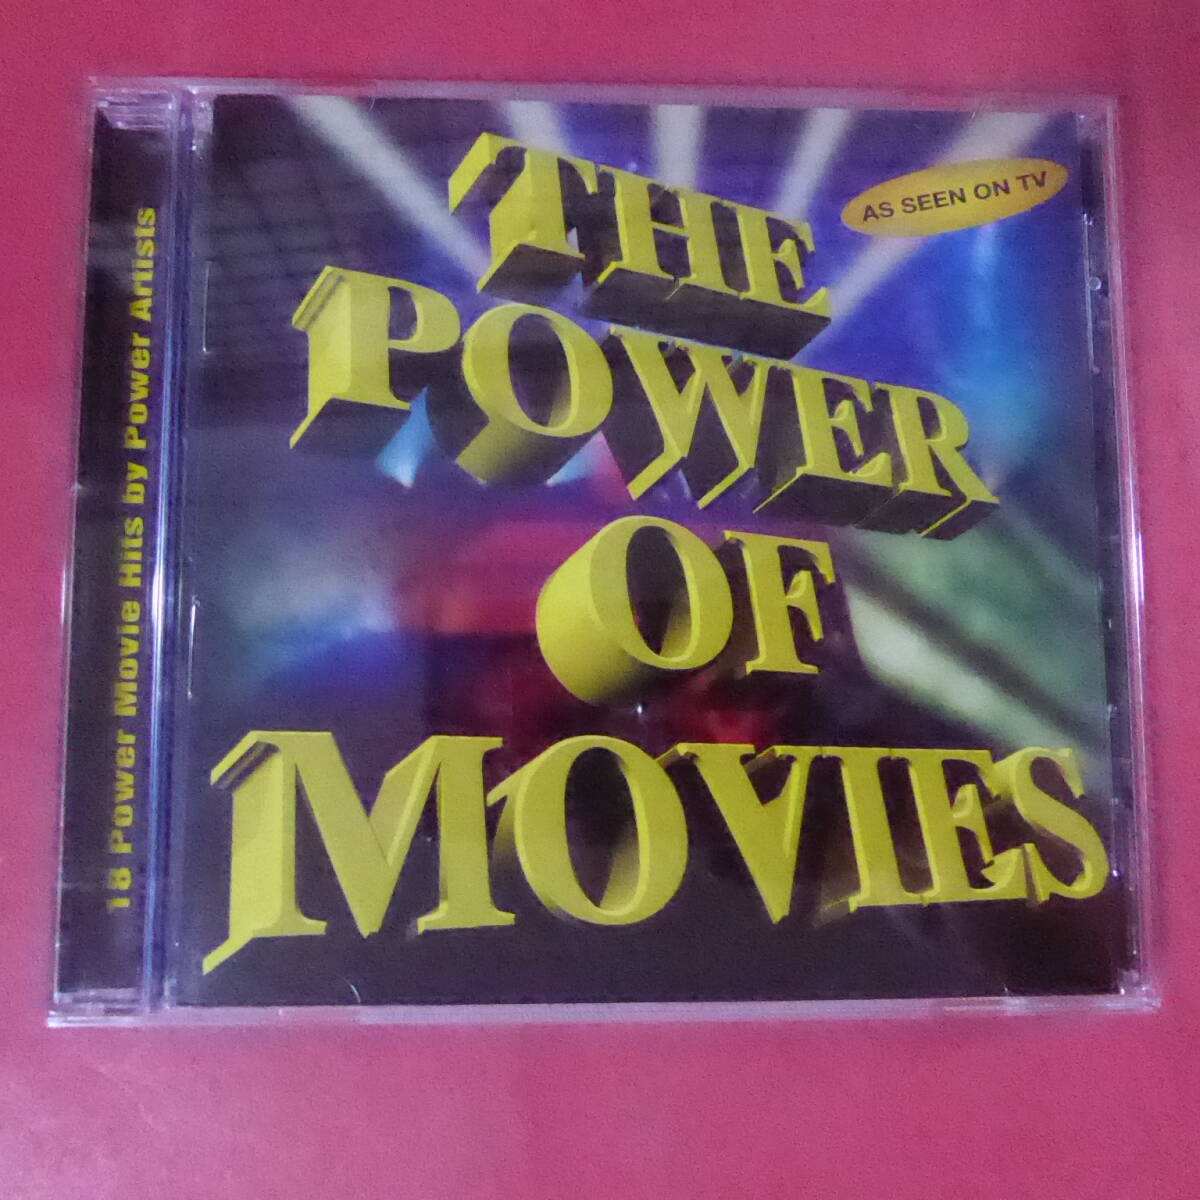 18 Power Movie Hits by Power Artists
THE
POWER
OF
MOVIES
AS SEEN ON TV